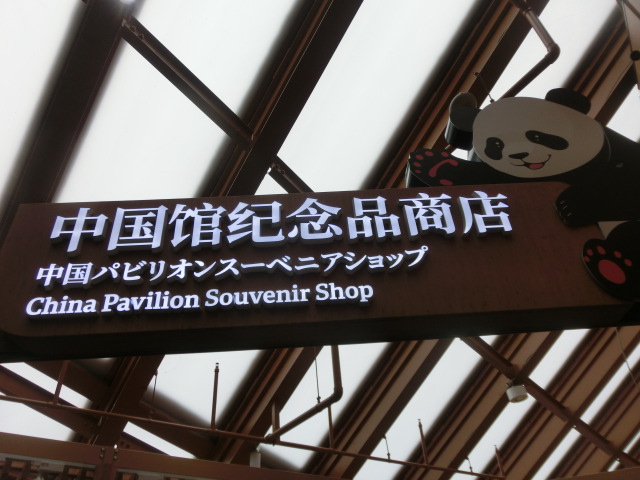 中国馆纪念品商店
中国パビリオンスーベニアショップ
China Pavilion Souvenir Shop